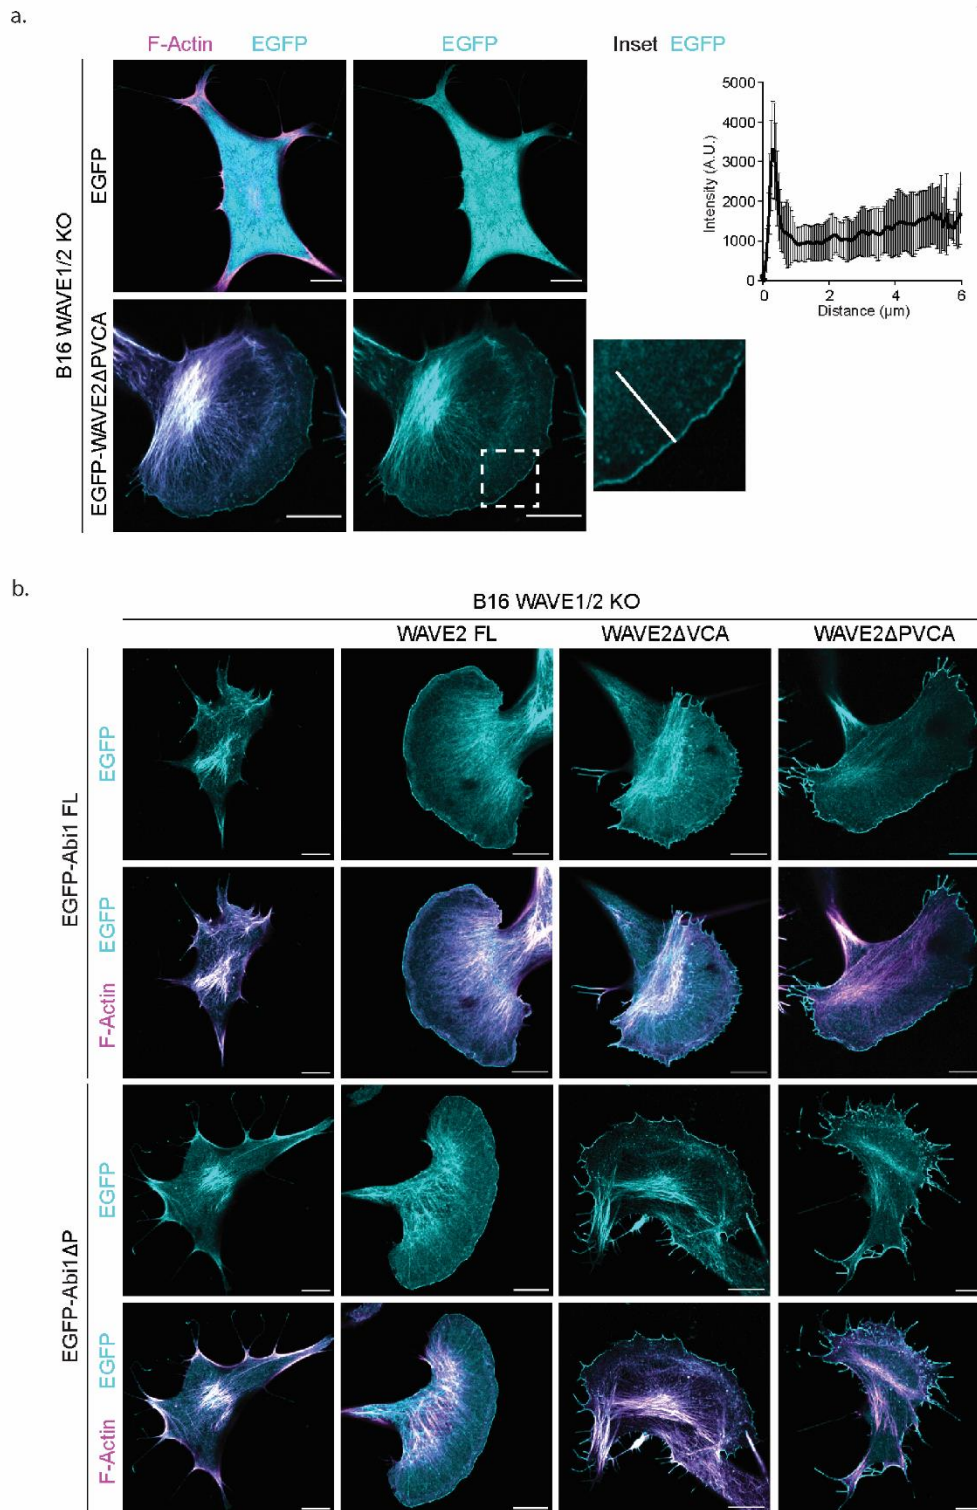 a.
F-Actin EGFP
EGFP
Inset EGFP
B16 WAVE1/2 KO
EGFP
EGFP-WAVE2ΔPVCA
Intensity (A.U.)
5000
4000
3000
2000
1000
0
0 2 4 6
Distance (µm)
b.
B16 WAVE1/2 KO
WAVE2 FL WAVE2ΔVCA WAVE2ΔPVCA
EGFP-Abi1 FL
EGFP
F-Actin EGFP
EGFP-Abi1ΔP
EGFP
F-Actin EGFP